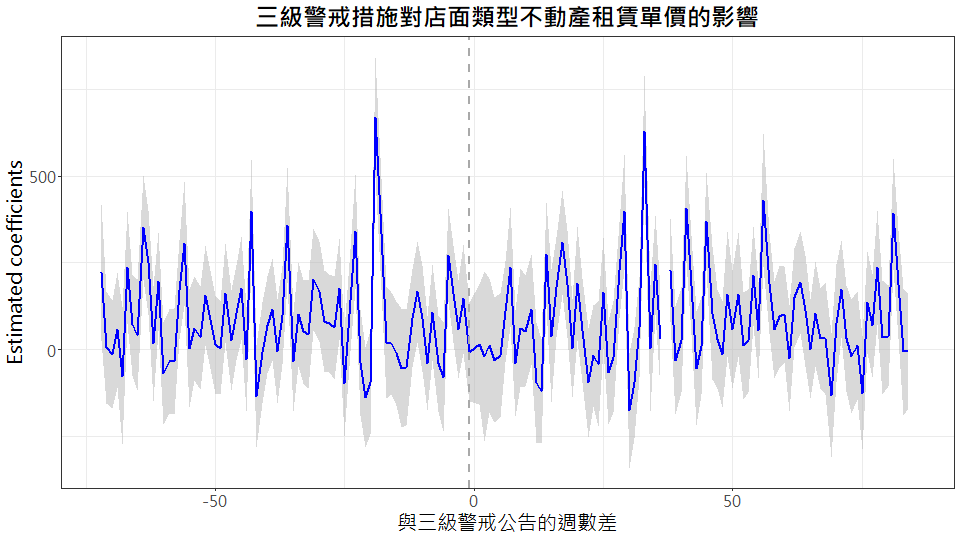 三級警戒措施對店面類型不動產租賃單價的影響
Estimated coefficients
500
0
-50
0
50
與三級警戒公告的週數差